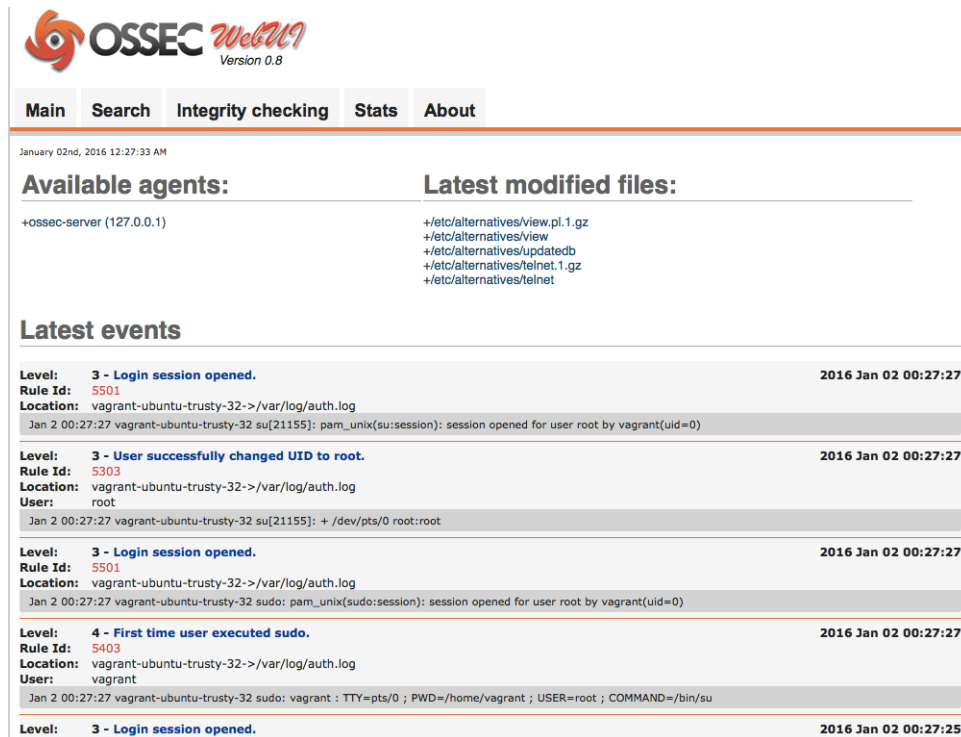 OSSEC WebUI
Version 0.8
Main Search Integrity checking Stats About
January 02nd, 2016 12:27:33 AM
Available agents:
+ossec-server (127.0.0.1)
Latest modified files:
+/etc/alternatives/view.pl.1.gz
+/etc/alternatives/view
+/etc/alternatives/updatedb
+/etc/alternatives/telnet.1.gz
+/etc/alternatives/telnet
Latest events
Level: 3 - Login session opened. 2016 Jan 02 00:27:27
Rule Id: 5501
Location: vagrant-ubuntu-trusty-32->/var/log/auth.log
Jan 2 00:27:27 vagrant-ubuntu-trusty-32 su[21155]: pam_unix(su:session): session opened for user root by vagrant(uid=0)
Level: 3 - User successfully changed UID to root. 2016 Jan 02 00:27:27
Rule Id: 5303
Location: vagrant-ubuntu-trusty-32->/var/log/auth.log
User: root
Jan 2 00:27:27 vagrant-ubuntu-trusty-32 su[21155]: + /dev/pts/0 root:root
Level: 3 - Login session opened. 2016 Jan 02 00:27:27
Rule Id: 5501
Location: vagrant-ubuntu-trusty-32->/var/log/auth.log
Jan 2 00:27:27 vagrant-ubuntu-trusty-32 sudo: pam_unix(sudo:session): session opened for user root by vagrant(uid=0)
Level: 4 - First time user executed sudo. 2016 Jan 02 00:27:27
Rule Id: 5403
Location: vagrant-ubuntu-trusty-32->/var/log/auth.log
User: vagrant
Jan 2 00:27:27 vagrant-ubuntu-trusty-32 sudo: vagrant : TTY=pts/0 ; PWD=/home/vagrant ; USER=root ; COMMAND=/bin/su
Level: 3 - Login session opened. 2016 Jan 02 00:27:25